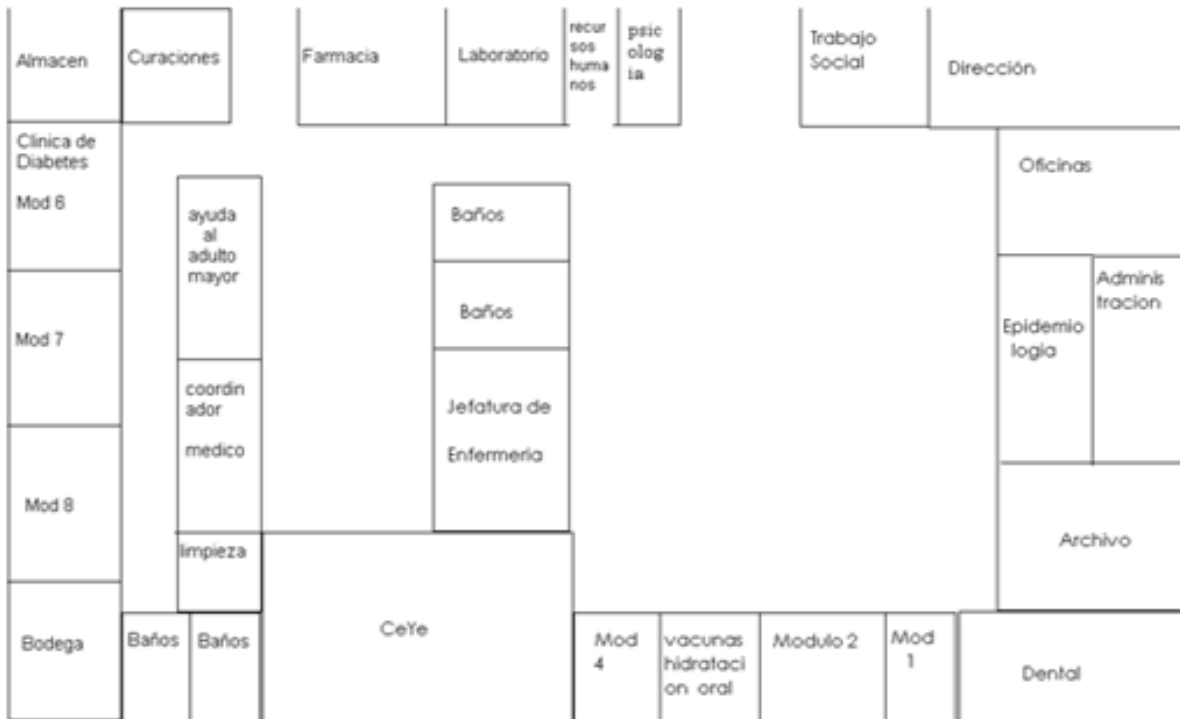 Almacen
Curaciones
Farmacia
Laboratorio
recur
sos
huma
nos
psic
olog
ia
Trabajo
Social
Dirección
Clinica de
Diabetes
Mod 6
ayuda
al
adulto
mayor
Baños
Oficinas
Mod 7
Baños
Epidemio
logia
Adminis
tracion
coordin
ador
medico
Jefatura de
Enfermeria
Mod 8
limpieza
Archivo
Bodega
Baños
Baños
CeYe
Mod
4
vacunas
hidrataci
on oral
Modulo 2
Mod
1
Dental